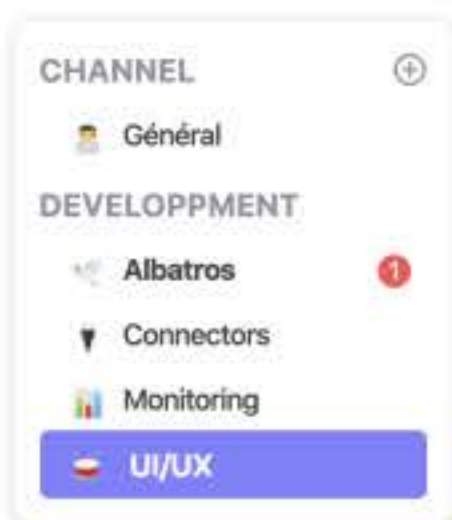 CHANNEL
Général
DEVELOPPMENT
Albatros 1
Connectors
Monitoring
UI/UX